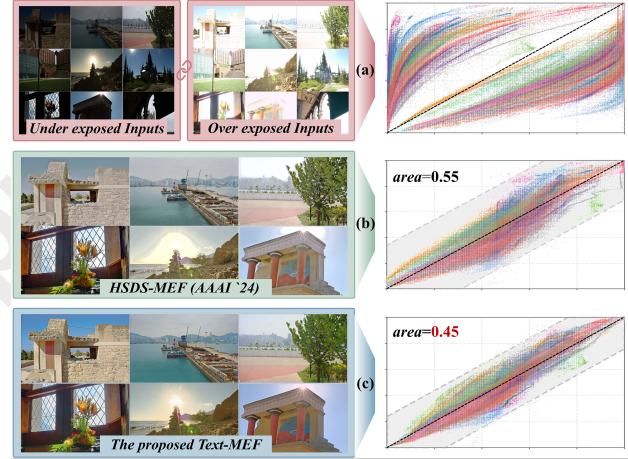 Under exposed Inputs
Over exposed Inputs
(a)
area=0.55
(b)
HSDS-MEF (AAAI `24)
area=0.45
(c)
The proposed Text-MEF